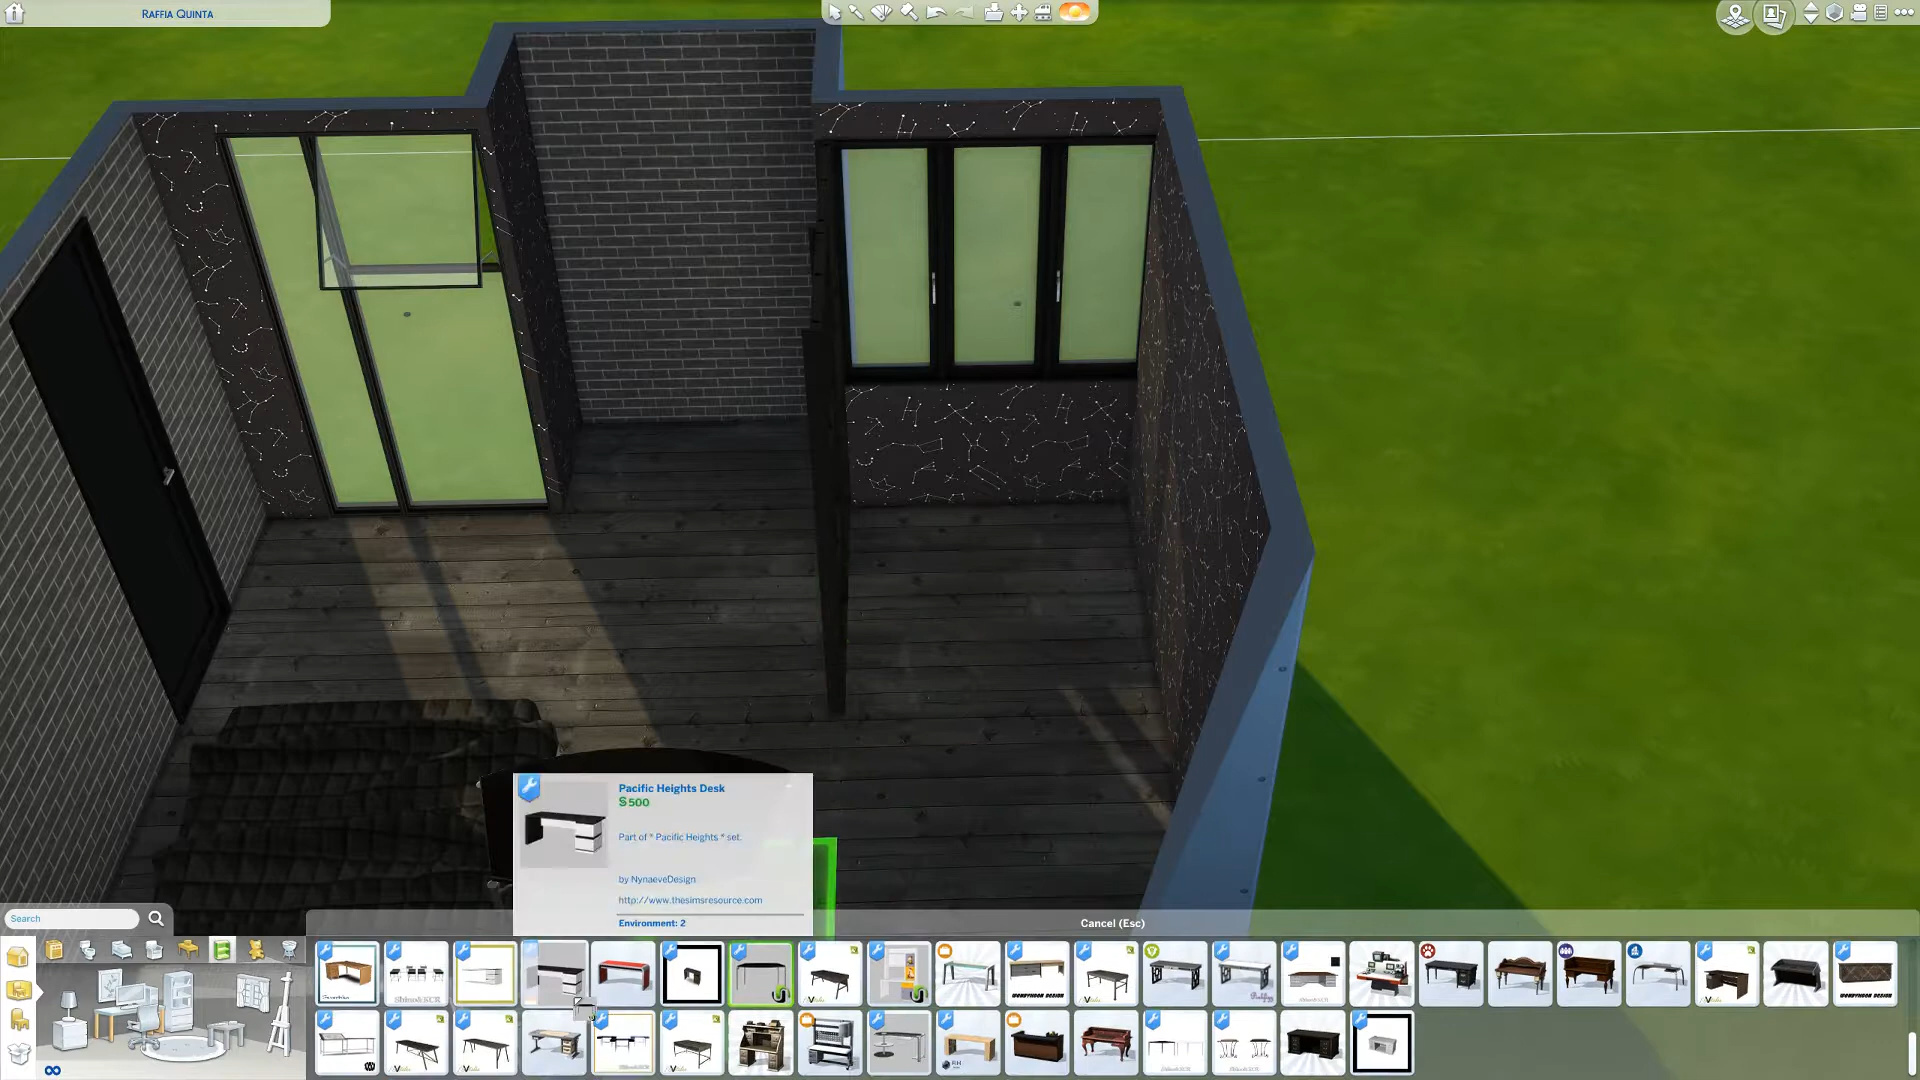 RAFFIA QUINTA
Pacific Heights Desk
§500
Part of * Pacific Heights * set.
by NynaeveDesign
http://www.thesimsresource.com
Environment: 2
Search
Cancel (Esc)